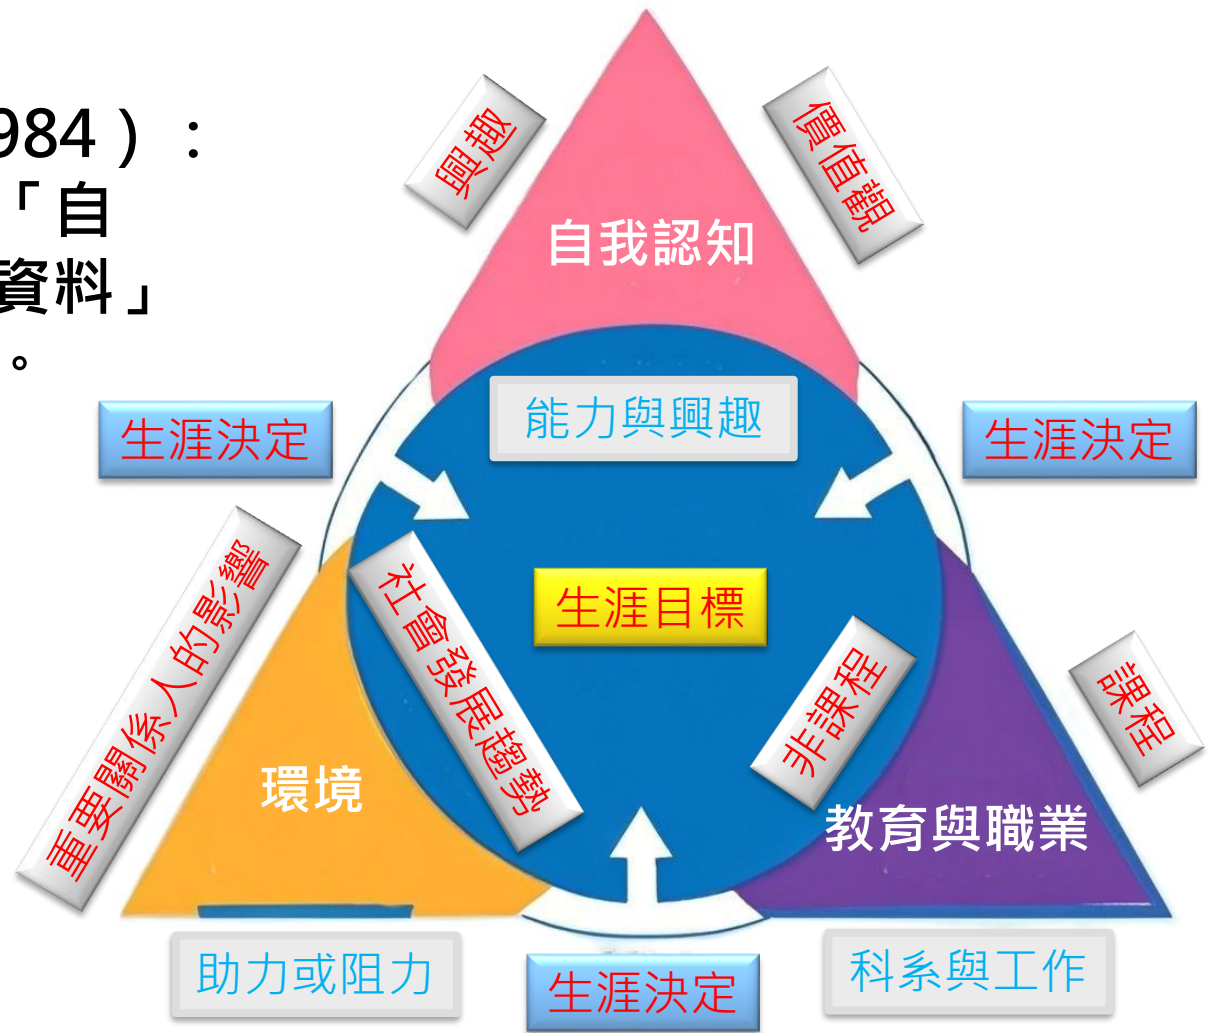 984）：
「自
資料」
。
興趣
價值觀
自我認知
能力與興趣
生涯決定
生涯決定
重要關係人的影響
社會發展趨勢
生涯目標
非課程
課程
環境
教育與職業
助力或阻力
生涯決定
科系與工作